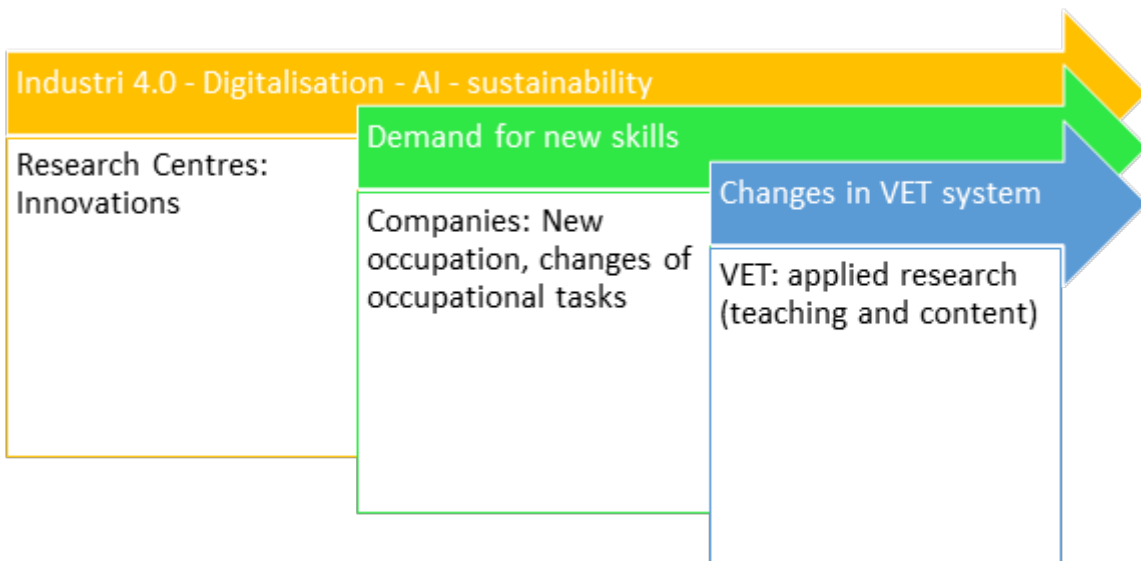 Industri 4.0 - Digitalisation - AI - sustainability
Research Centres:
Innovations
Demand for new skills
Companies: New
occupation, changes of
occupational tasks
Changes in VET system
VET: applied research
(teaching and content)